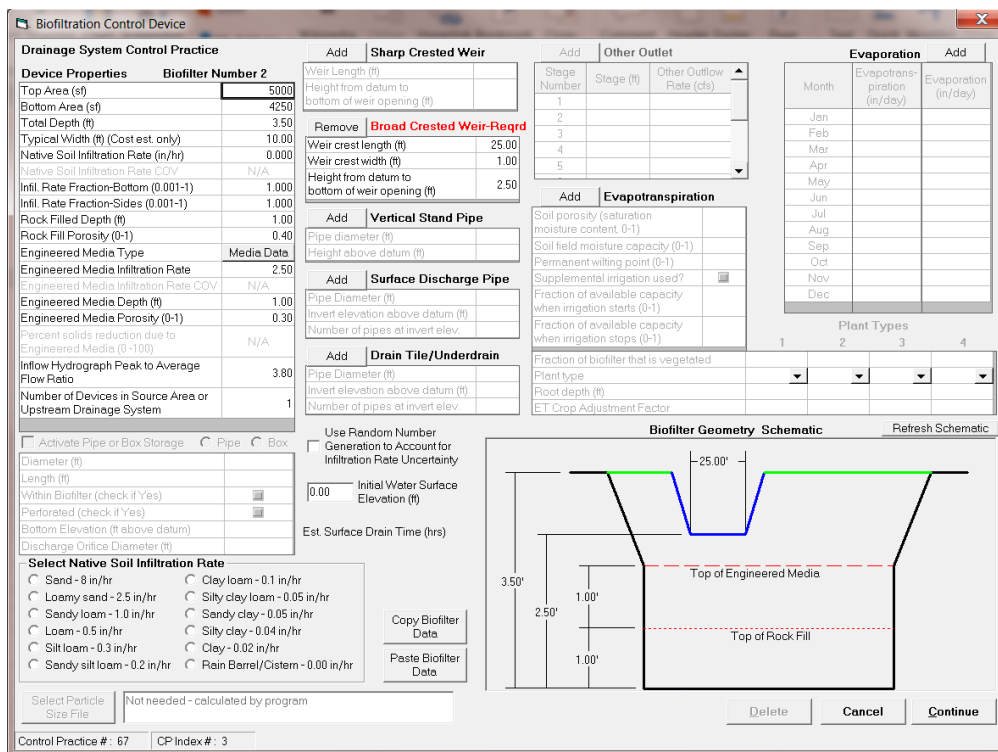 Biofiltration Control Device
X
Drainage System Control Practice
Device Properties Biofilter Number 2
Top Area (sf) 5000
Bottom Area (sf) 4250
Total Depth (ft) 3.50
Typical Width (ft) (Cost est. only) 10.00
Native Soil Infiltration Rate (in/hr) 0.000
Native Soil Infiltration Rate COV N/A
Infil. Rate Fraction-Bottom (0.001-1) 1.000
Infil. Rate Fraction-Sides (0.001-1) 1.000
Rock Filled Depth (ft) 1.00
Rock Fill Porosity (0-1) 0.40
Engineered Media Type Media Data
Engineered Media Infiltration Rate 2.50
Engineered Media Infiltration Rate COV N/A
Engineered Media Depth (ft) 1.00
Engineered Media Porosity (0-1) 0.30
Percent solids reduction due to
Engineered Media (0-100) N/A
Inflow Hydrograph Peak to Average
Flow Ratio 3.80
Number of Devices in Source Area or
Upstream Drainage System 1
Activate Pipe or Box Storage Pipe Box
Diameter (ft)
Length (ft)
Within Biofilter (check if Yes)
Perforated (check if Yes)
Bottom Elevation (ft above datum)
Discharge Orifice Diameter (ft)
Select Native Soil Infiltration Rate
Sand - 8 in/hr Clay loam - 0.1 in/hr
Loamy sand - 2.5 in/hr Silty clay loam - 0.05 in/hr
Sandy loam - 1.0 in/hr Sandy clay - 0.05 in/hr
Loam - 0.5 in/hr Silty clay - 0.04 in/hr
Silt loam - 0.3 in/hr Clay - 0.02 in/hr
Sandy silt loam - 0.2 in/hr Rain Barrel/Cistern - 0.00 in/hr
Select Particle
Size File
Not needed - calculated by program
Control Practice #: 67 CP Index #: 3
Add Sharp Crested Weir
Weir Length (ft)
Height from datum to
bottom of weir opening (ft)
Remove Broad Crested Weir-Reqrd
Weir crest length (ft) 25.00
Weir crest width (ft) 1.00
Height from datum to
bottom of weir opening (ft) 2.50
Add Vertical Stand Pipe
Pipe diameter (ft)
Height above datum (ft)
Add Surface Discharge Pipe
Pipe Diameter (ft)
Invert elevation above datum (ft)
Number of pipes at invert elev.
Add Drain Tile/Underdrain
Pipe Diameter (ft)
Invert elevation above datum (ft)
Number of pipes at invert elev.
Use Random Number
Generation to Account for
Infiltration Rate Uncertainty
0.00 Initial Water Surface
Elevation (ft)
Est. Surface Drain Time (hrs)
Copy Biofilter
Data
Paste Biofilter
Data
Add Other Outlet
Stage
Number Stage (ft) Other Outflow
Rate (cfs)
1
2
3
4
5
Add Evapotranspiration
Soil porosity (saturation
moisture content, 0-1)
Soil field moisture capacity (0-1)
Permanent wilting point (0-1)
Supplemental irrigation used?
Fraction of available capacity
when irrigation starts (0-1)
Fraction of available capacity
when irrigation stops (0-1)
Fraction of biofilter that is vegetated
Plant type
Root depth (ft)
ET Crop Adjustment Factor
Evaporation Add
Month Evapotrans-
piration
(in/day) Evaporation
(in/day)
Jan
Feb
Mar
Apr
May
Jun
Jul
Aug
Sep
Oct
Nov
Dec
Plant Types
1 2 3 4
Biofilter Geometry Schematic Refresh Schematic
25.00'
Top of Engineered Media
3.50'
1.00'
2.50'
Top of Rock Fill
1.00'
Delete Cancel Continue